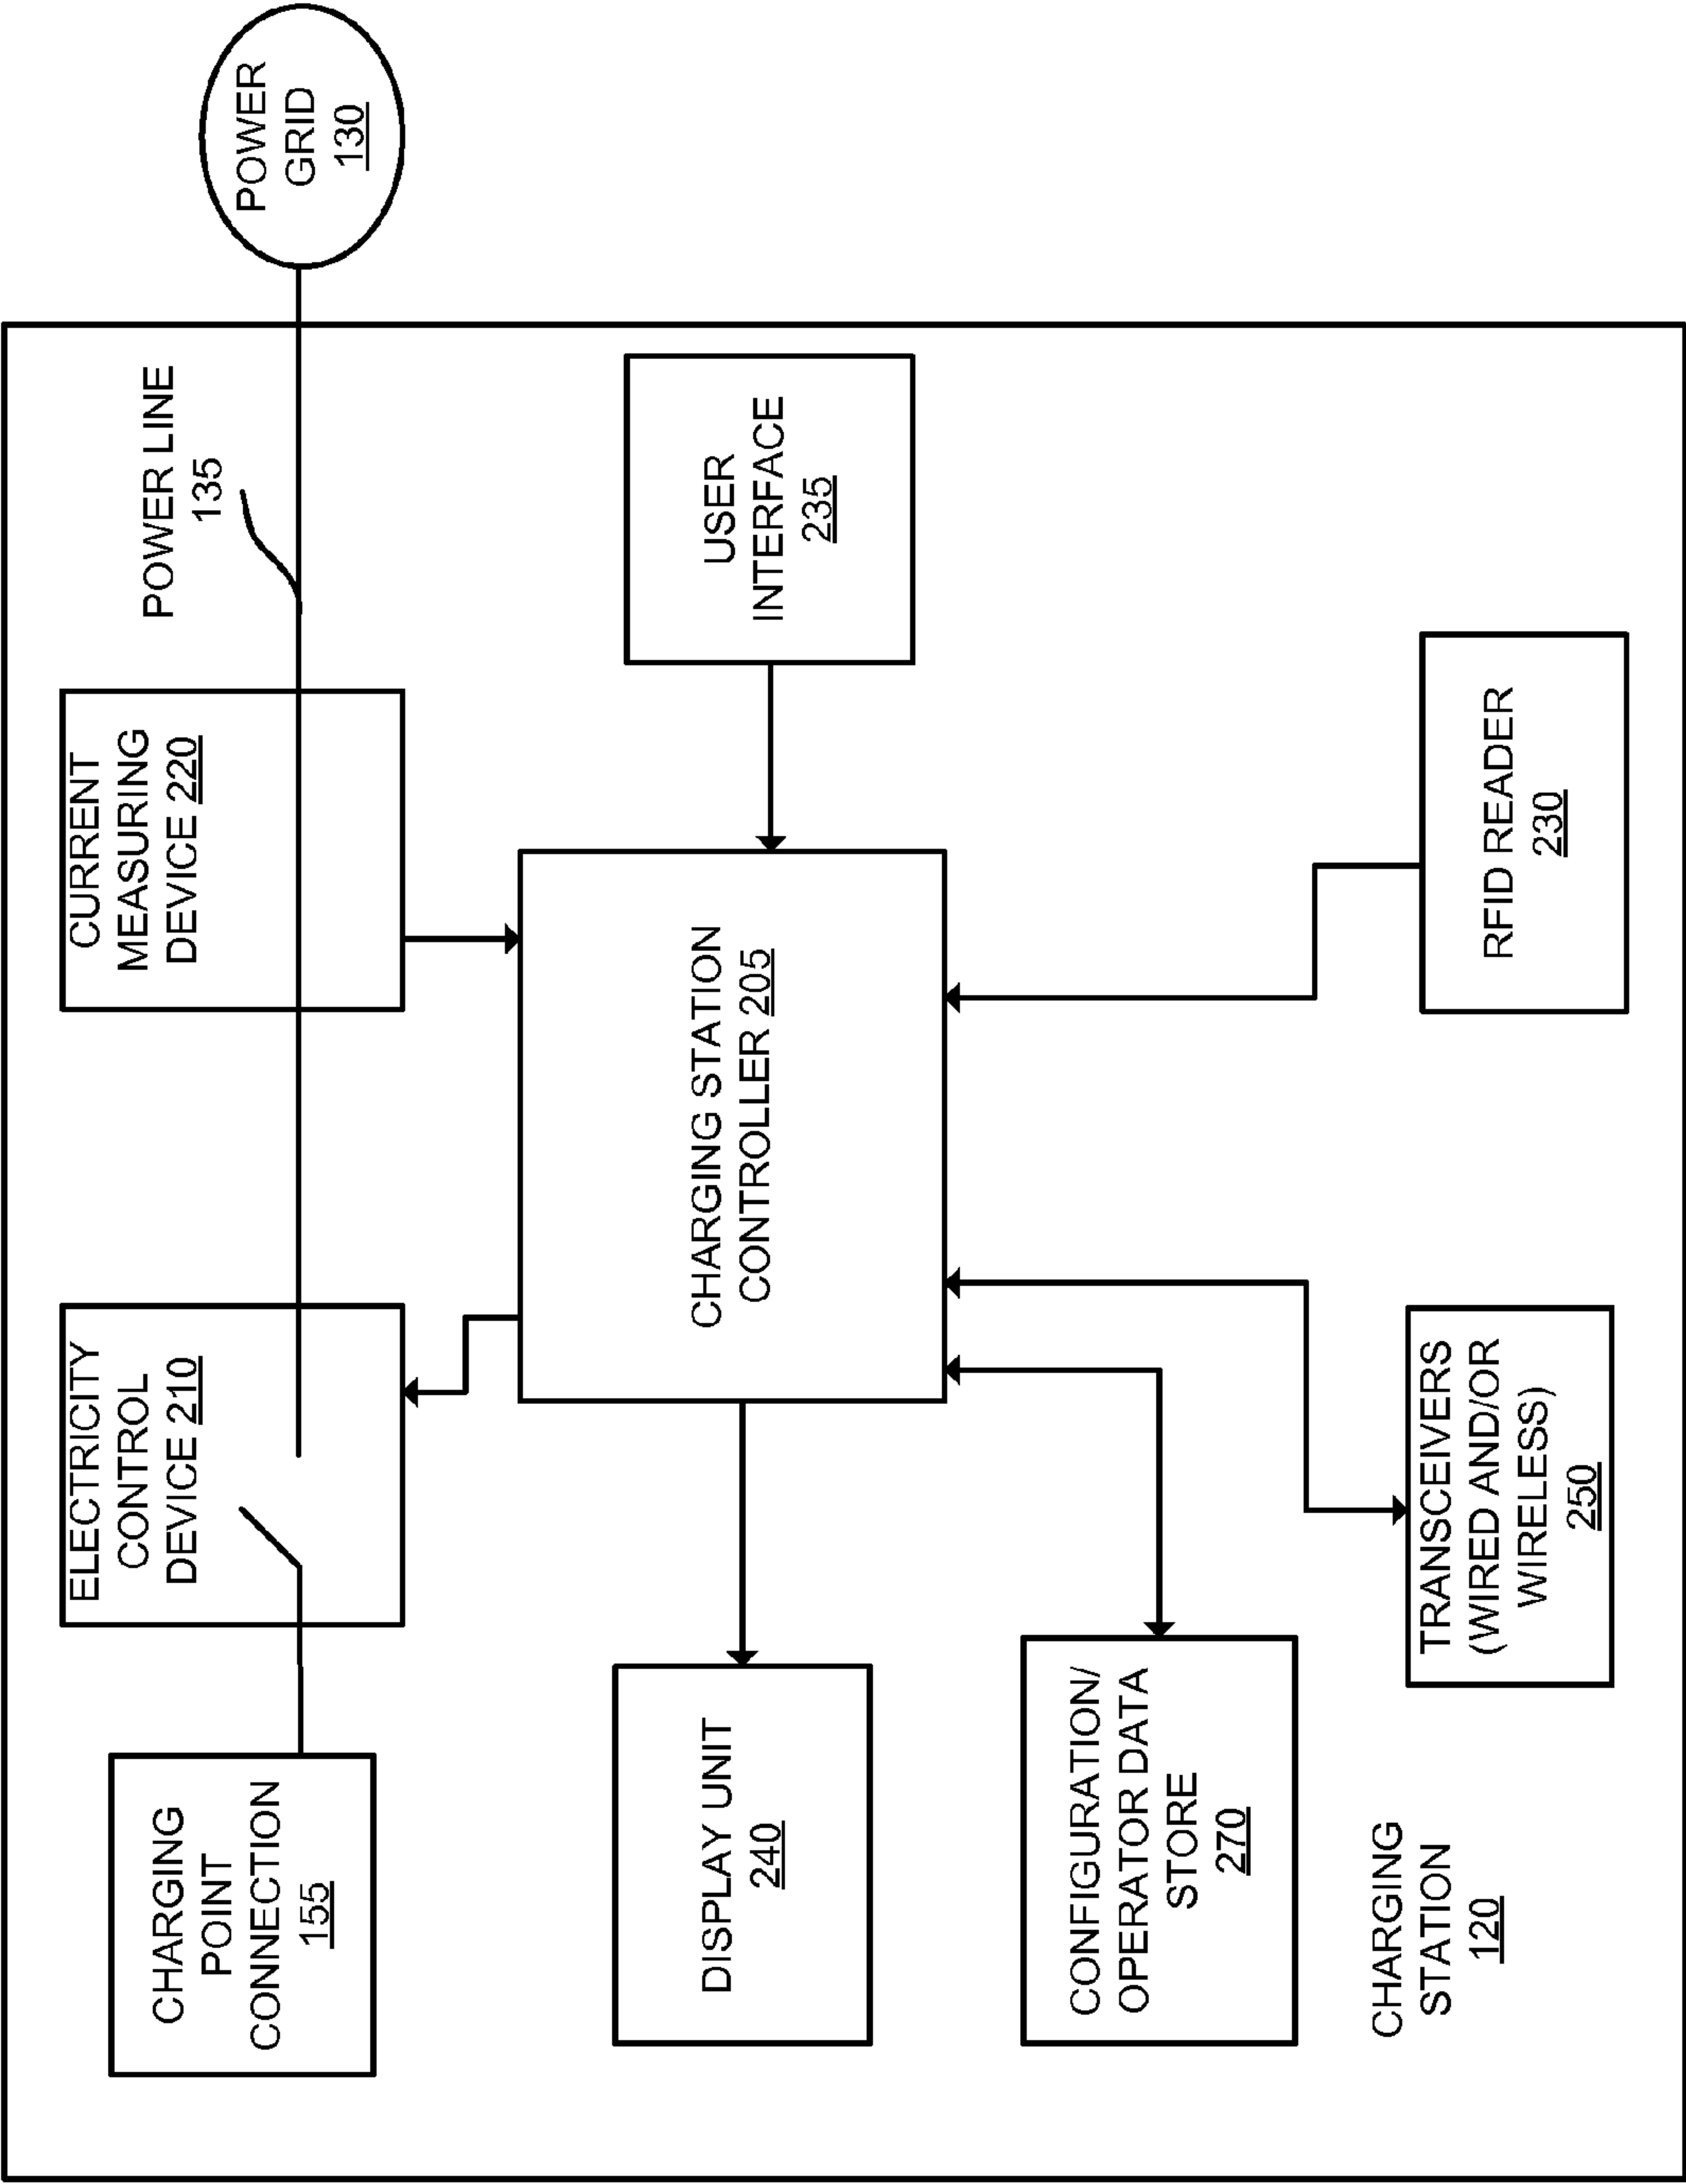 CHARGING
POINT
CONNECTION
155
ELECTRICITY
CONTROL
DEVICE 210
CURRENT
MEASURING
DEVICE 220
POWER LINE
135
POWER
GRID
130
DISPLAY UNIT
240
CHARGING STATION
CONTROLLER 205
USER
INTERFACE
235
CONFIGURATION/
OPERATOR DATA
STORE
270
TRANSCEIVERS
(WIRED AND/OR
WIRELESS)
250
RFID READER
230
CHARGING
STATION
120